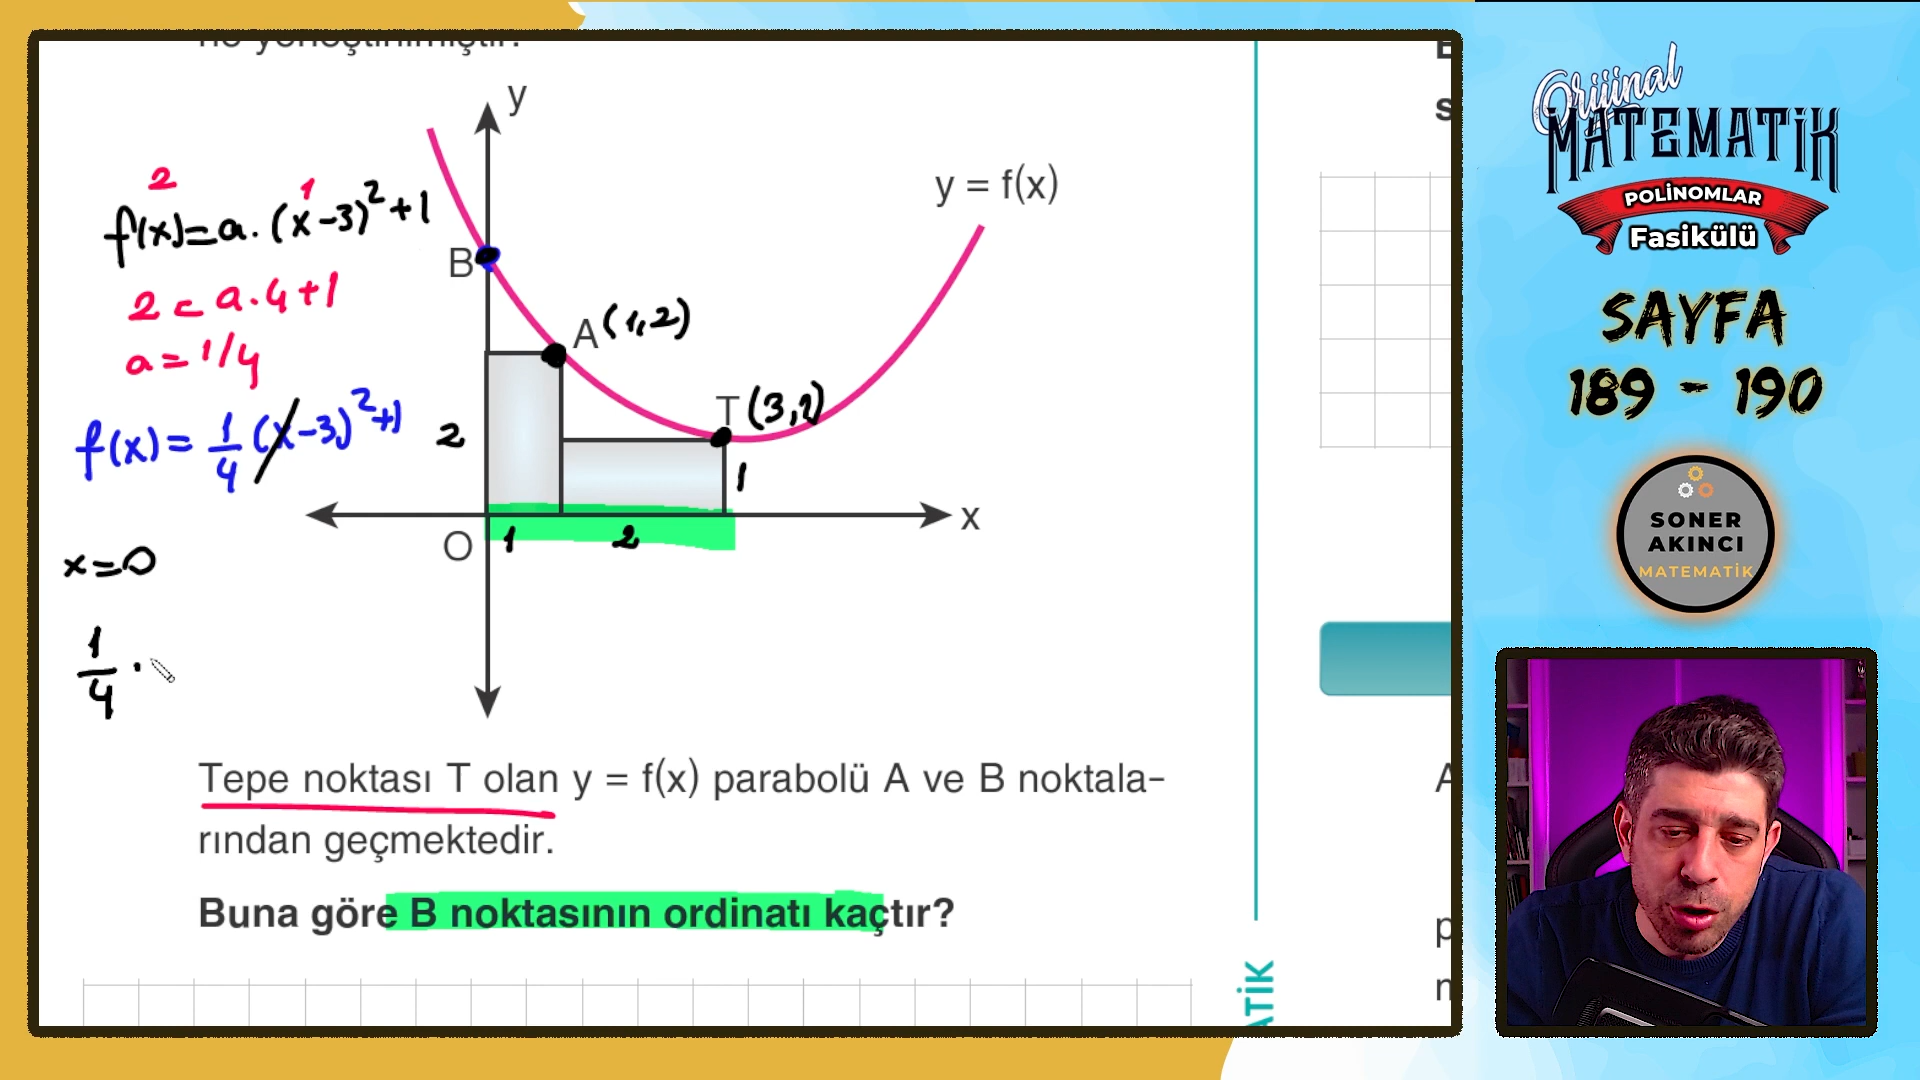 y
y = f(x)
2
1
f(x)=a.(x-3)²+1
B
2=a.4+1
A(1,2)
a=1/4
T(3,1)
f(x)=1/4(x-3)²+1
2
1
x
O
1
2
x=0
1/4 .
Tepe noktası T olan y = f(x) parabolü A ve B noktala-
rından geçmektedir.
Buna göre B noktasının ordinatı kaçtır?
ATİK
Orijinal
MATEMATİK
POLİNOMLAR
Fasikülü
SAYFA
189 - 190
SONER
AKINCI
MATEMATİK